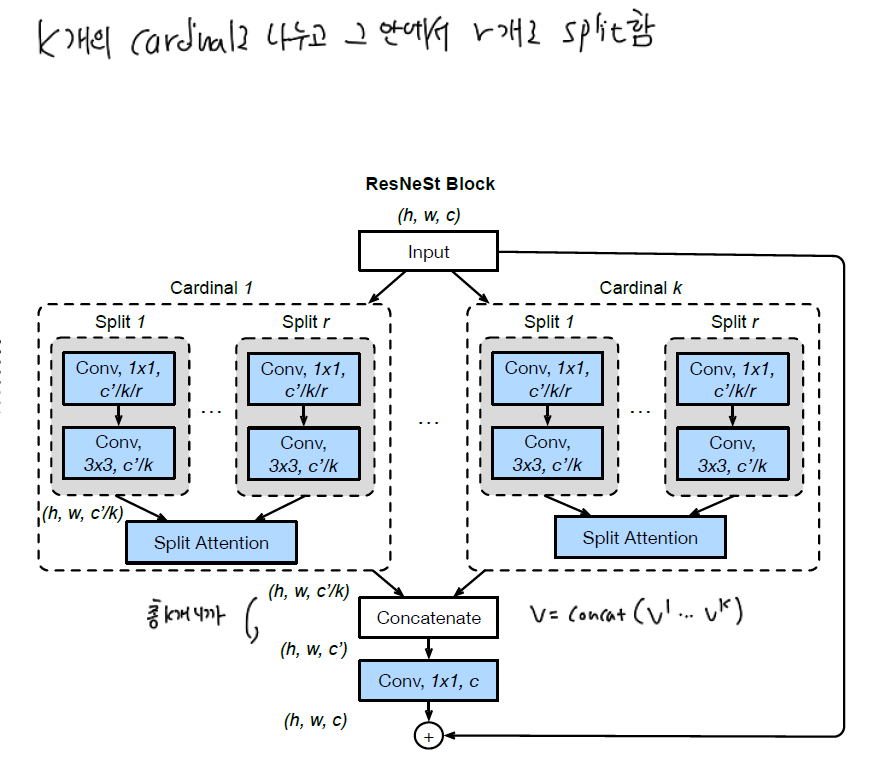 k개의 cardinal로 나누고 그 안에서 r개로 split함
ResNeSt Block
(h, w, c)
Input
Cardinal 1
Cardinal k
Split 1
Split r
Split 1
Split r
Conv, 1x1,
c'/k/r
Conv, 1x1,
c'/k/r
Conv, 1x1,
c'/k/r
Conv, 1x1,
c'/k/r
...
...
...
Conv,
3x3, c'/k
Conv,
3x3, c'/k
Conv,
3x3, c'/k
Conv,
3x3, c'/k
(h, w, c'/k)
Split Attention
Split Attention
(h, w, c'/k)
총 k개니까
Concatenate
V = concat (V^1 ... V^k)
(h, w, c')
Conv, 1x1, c
(h, w, c)
+